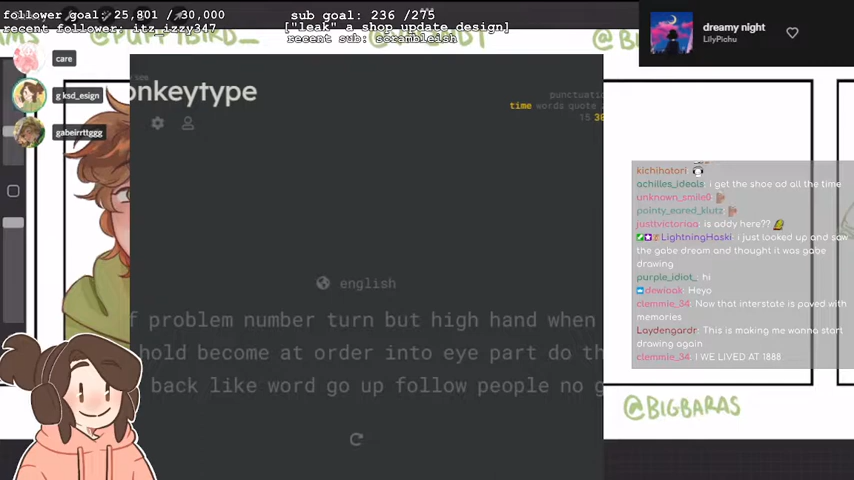 follower goal: 25,801 / 30,000
recent follower: itz_izzy347
sub goal: 236 /275
["leak" a shop update design]
recent sub: scrambleish
dreamy night
LilyPichu
care
g ksd_esign
gabeirrttggg
onkeytype
punctuatio
time words quote z
15 30
english
f problem number turn but high hand when
hold become at order into eye part do th
back like word go up follow people no g
kichihatori
achilles_ideals: i get the shoe ad all the time
unknown_smile0
pointy_eared_klutz
justtvictoriaa: is addy here??
LightningHaski: i just looked up and saw
the gabe dream and thought it was gabe
drawing
purple_idiot_: hi
dewioak: Heyo
clemmie_34: Now that interstate is paved with
memories
Laydengardr: This is making me wanna start
drawing again
clemmie_34: I WE LIVED AT 1888
@BIGBARAS